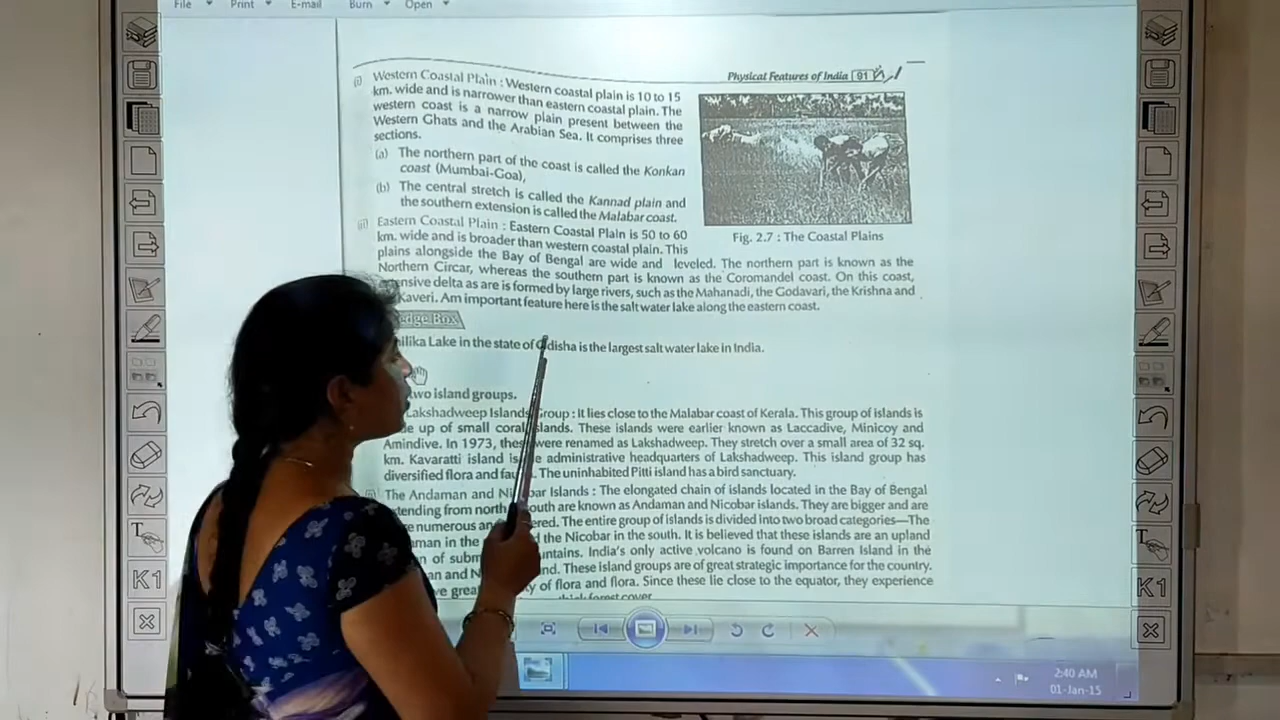 File Print E-mail Burn Open
Physical Features of India 91
(i) Western Coastal Plain : Western coastal plain is 10 to 15
km. wide and is narrower than eastern coastal plain. The
western coast is a narrow plain present between the
Western Ghats and the Arabian Sea. It comprises three
sections.
(a) The northern part of the coast is called the Konkan
coast (Mumbai-Goa),
(b) The central stretch is called the Kannad plain and
the southern extension is called the Malabar coast.
Fig. 2.7 : The Coastal Plains
(ii) Eastern Coastal Plain : Eastern Coastal Plain is 50 to 60
km. wide and is broader than western coastal plain. This
plains alongside the Bay of Bengal are wide and leveled. The northern part is known as the
Northern Circar, whereas the southern part is known as the Coromandel coast. On this coast,
delta as are is formed by large rivers, such as the Mahanadi, the Godavari, the Krishna and
Kaveri. Am important feature here is the salt water lake along the eastern coast.
Box
Lake in the state of Odisha is the largest salt water lake in India.
two island groups.
Lakshadweep Islands Group : It lies close to the Malabar coast of Kerala. This group of islands is
up of small coral islands. These islands were earlier known as Laccadive, Minicoy and
Amindive. In 1973, these were renamed as Lakshadweep. They stretch over a small area of 32 sq.
km. Kavaratti island is administrative headquarters of Lakshadweep. This island group has
diversified flora and The uninhabited Pitti island has a bird sanctuary.
(ii) The Andaman and Nicobar Islands : The elongated chain of islands located in the Bay of Bengal
from north south are known as Andaman and Nicobar islands. They are bigger and are
numerous The entire group of islands is divided into two broad categories—The
in the the Nicobar in the south. It is believed that these islands are an upland
of India's only active volcano is found on Barren Island in the
These island groups are of great strategic importance for the country.
of flora and flora. Since these lie close to the equator, they experience
forest cover
T K1
T K1
2:40 AM
01-Jan-15